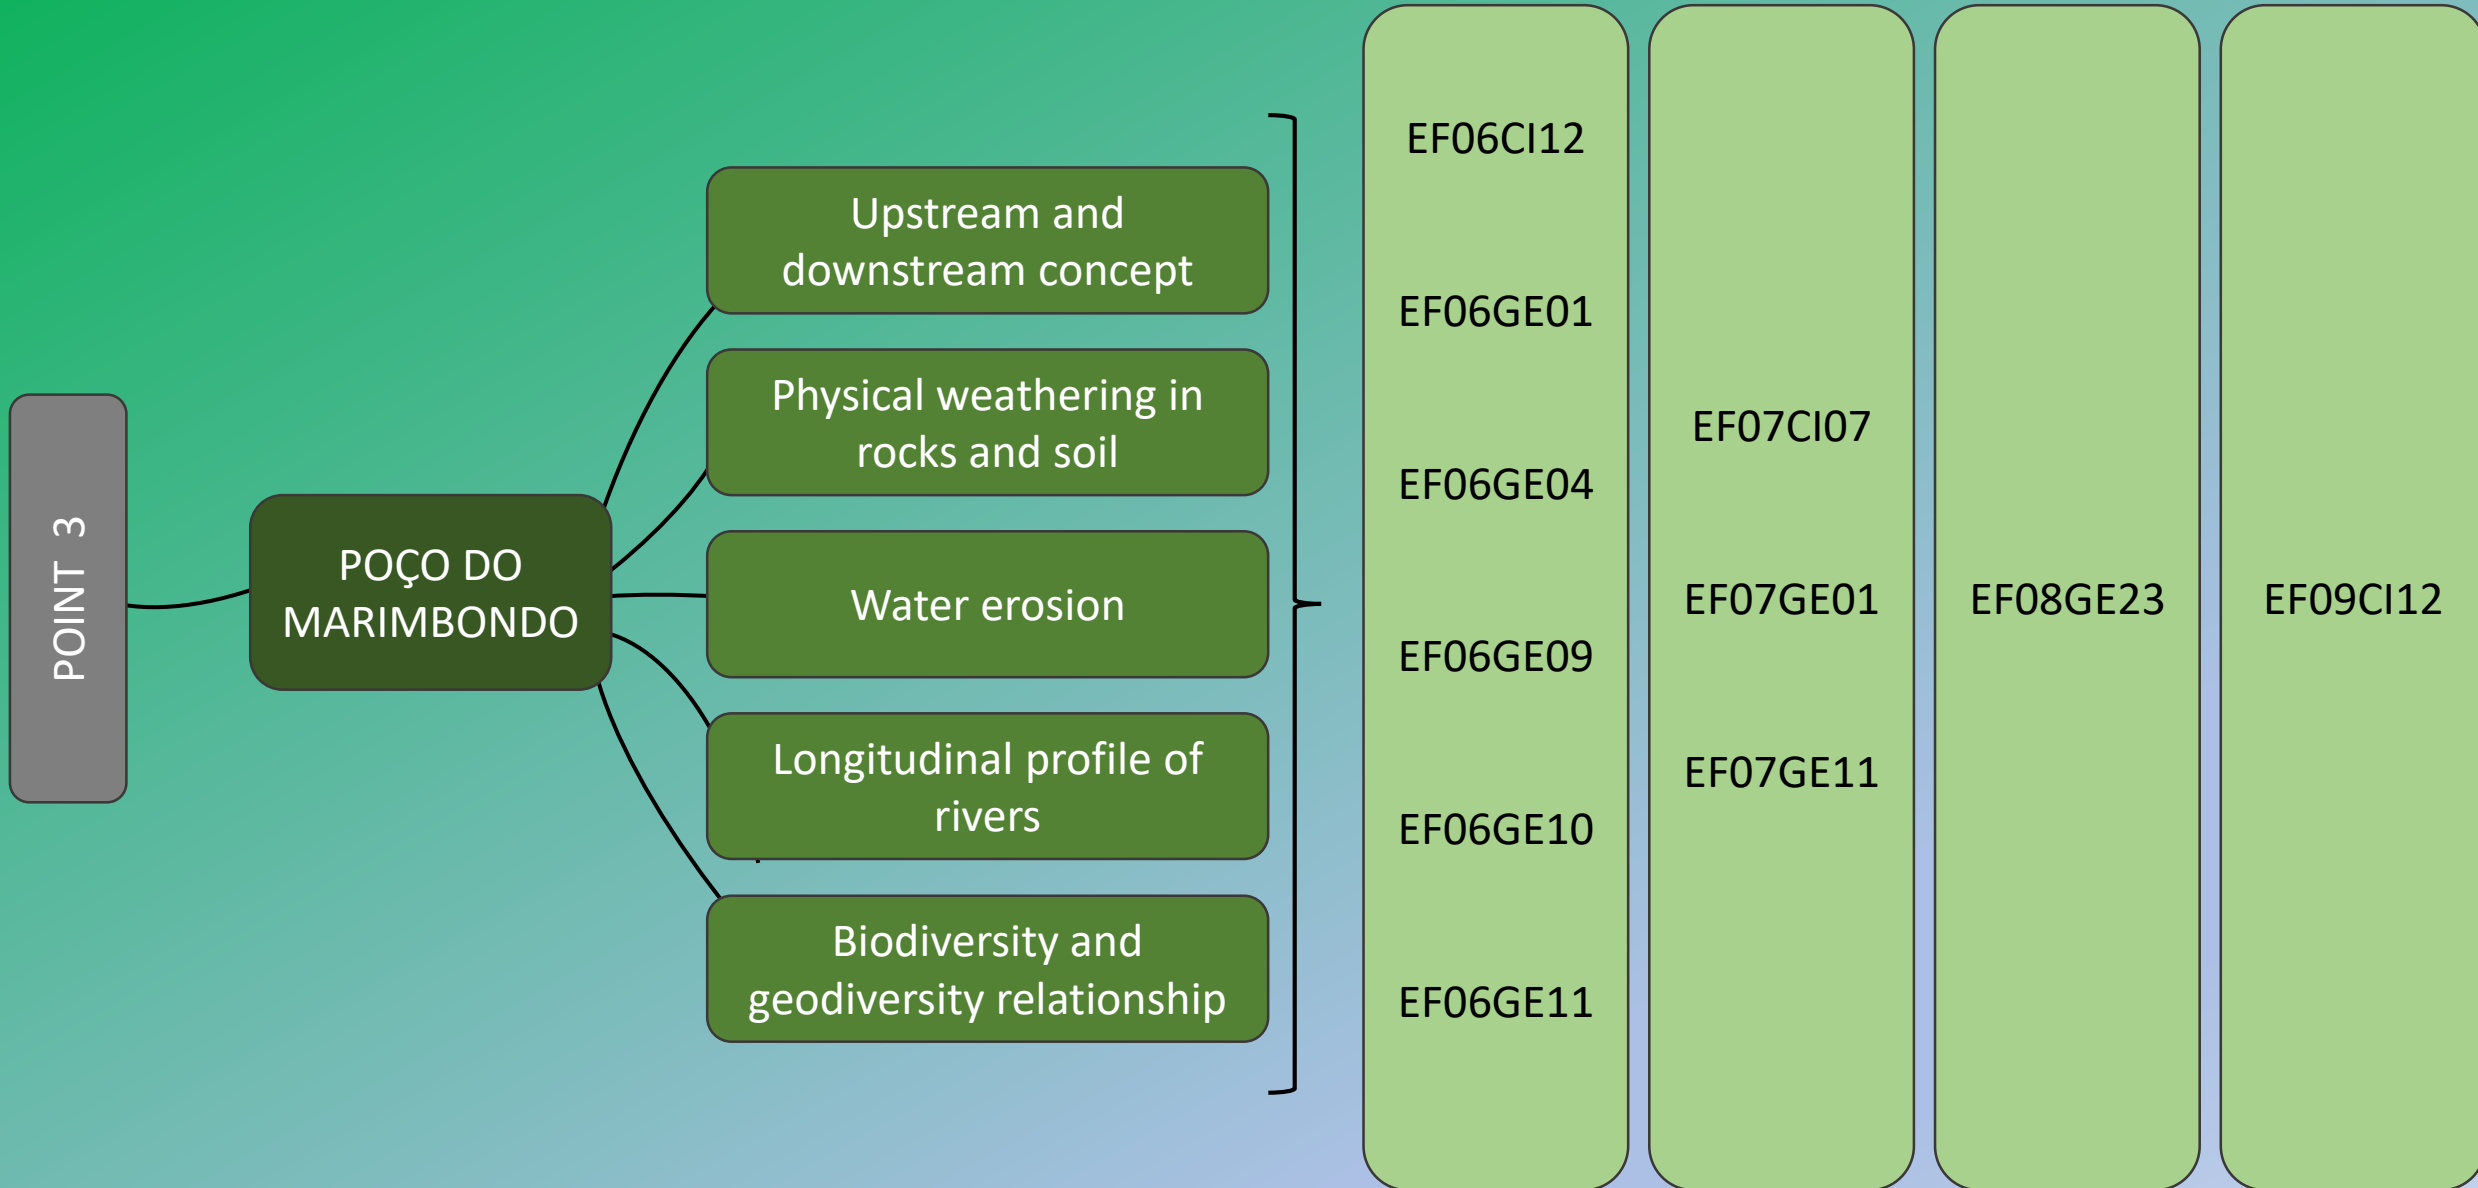 POINT 3
POÇO DO
MARIMBONDO
Upstream and
downstream concept
Physical weathering in
rocks and soil
Water erosion
Longitudinal profile of
rivers
Biodiversity and
geodiversity relationship
EF06CI12
EF06GE01
EF06GE04
EF06GE09
EF06GE10
EF06GE11
EF07CI07
EF07GE01
EF07GE11
EF08GE23
EF09CI12